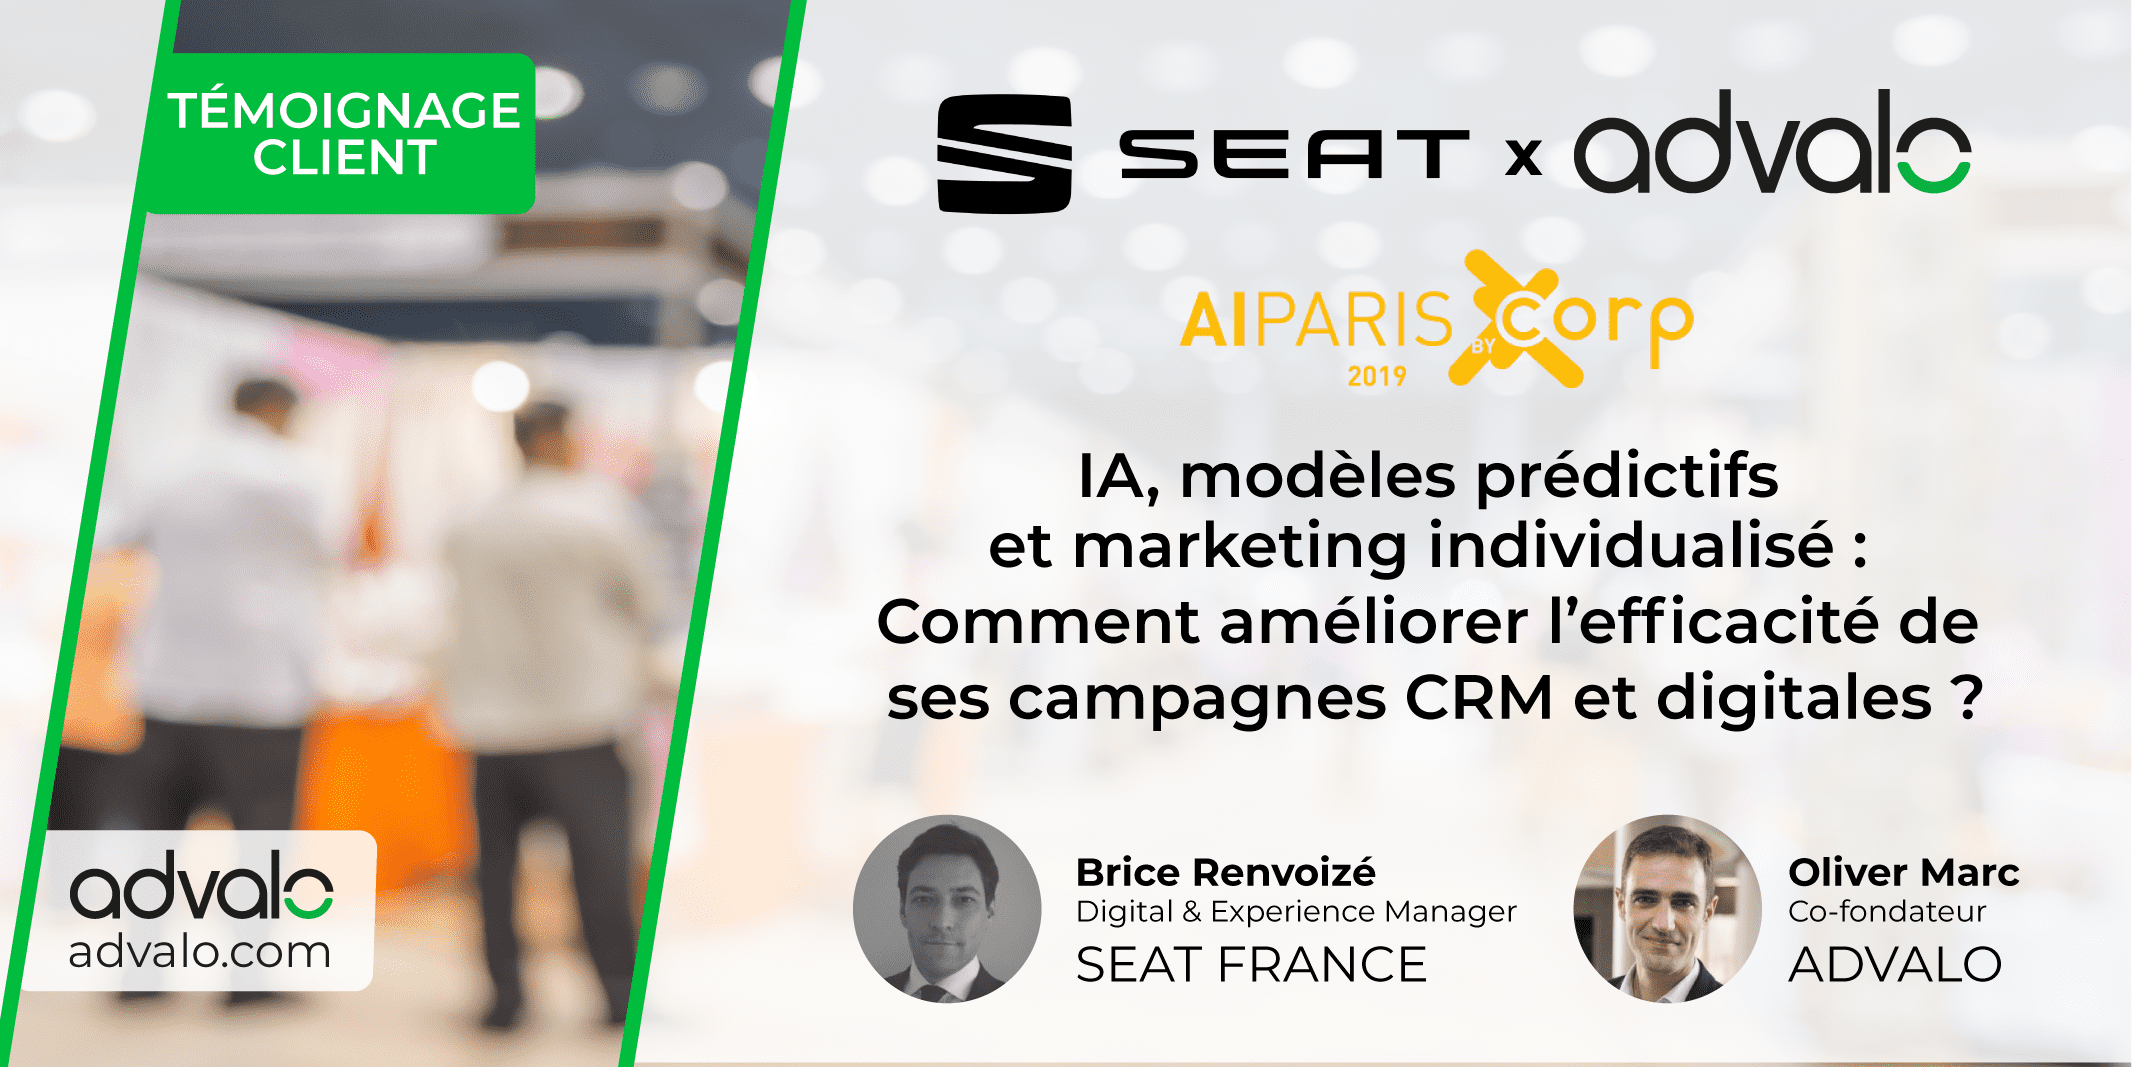 TÉMOIGNAGE
CLIENT
SEAT x advalo
AIPARIS BY corp
2019
IA, modèles prédictifs
et marketing individualisé :
Comment améliorer l’efficacité de
ses campagnes CRM et digitales ?
Brice Renvoizé
Digital & Experience Manager
SEAT FRANCE
Oliver Marc
Co-fondateur
ADVALO
advalo
advalo.com